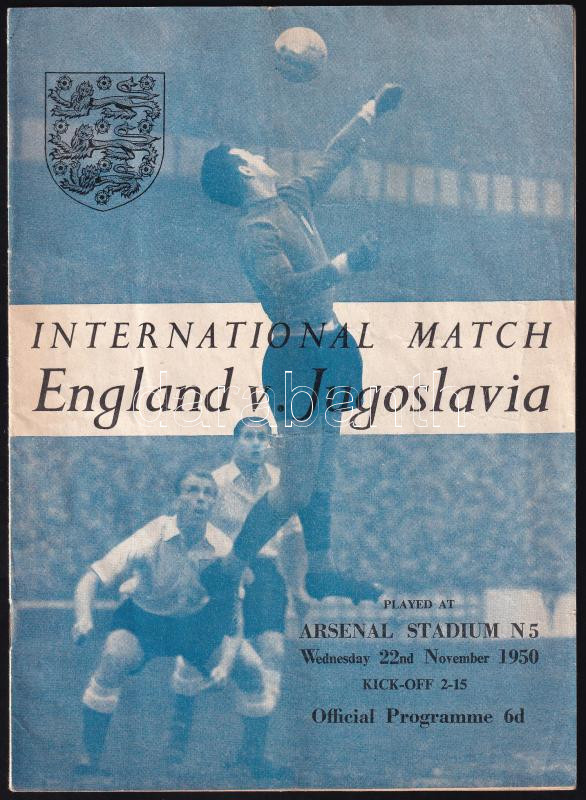 INTERNATIONAL MATCH
England v. Jugoslavia
darabanth
PLAYED AT
ARSENAL STADIUM N5
Wednesday 22nd November 1950
KICK-OFF 2-15
Official Programme 6d